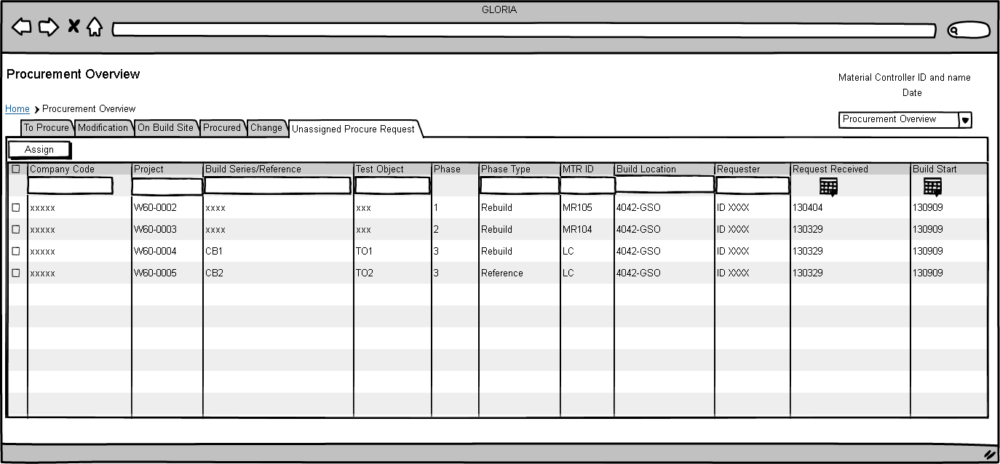 GLORIA
Procurement Overview
Material Controller ID and name
Date
Home Procurement Overview
Procurement Overview
To Procure Modification On Build Site Procured Change Unassigned Procure Request
Assign
Company Code Project Build Series/Reference Test Object Phase Phase Type MTR ID Build Location Requester Request Received Build Start
xxxxx W60-0002 xxxx xxx 1 Rebuild MR105 4042-GSO ID XXXX 130404 130909
xxxxx W60-0003 xxxx xxx 2 Rebuild MR104 4042-GSO ID XXXX 130329 130909
xxxxx W60-0004 CB1 TO1 3 Rebuild LC 4042-GSO ID XXXX 130329 130909
xxxxx W60-0005 CB2 TO2 3 Reference LC 4042-GSO ID XXXX 130329 130909